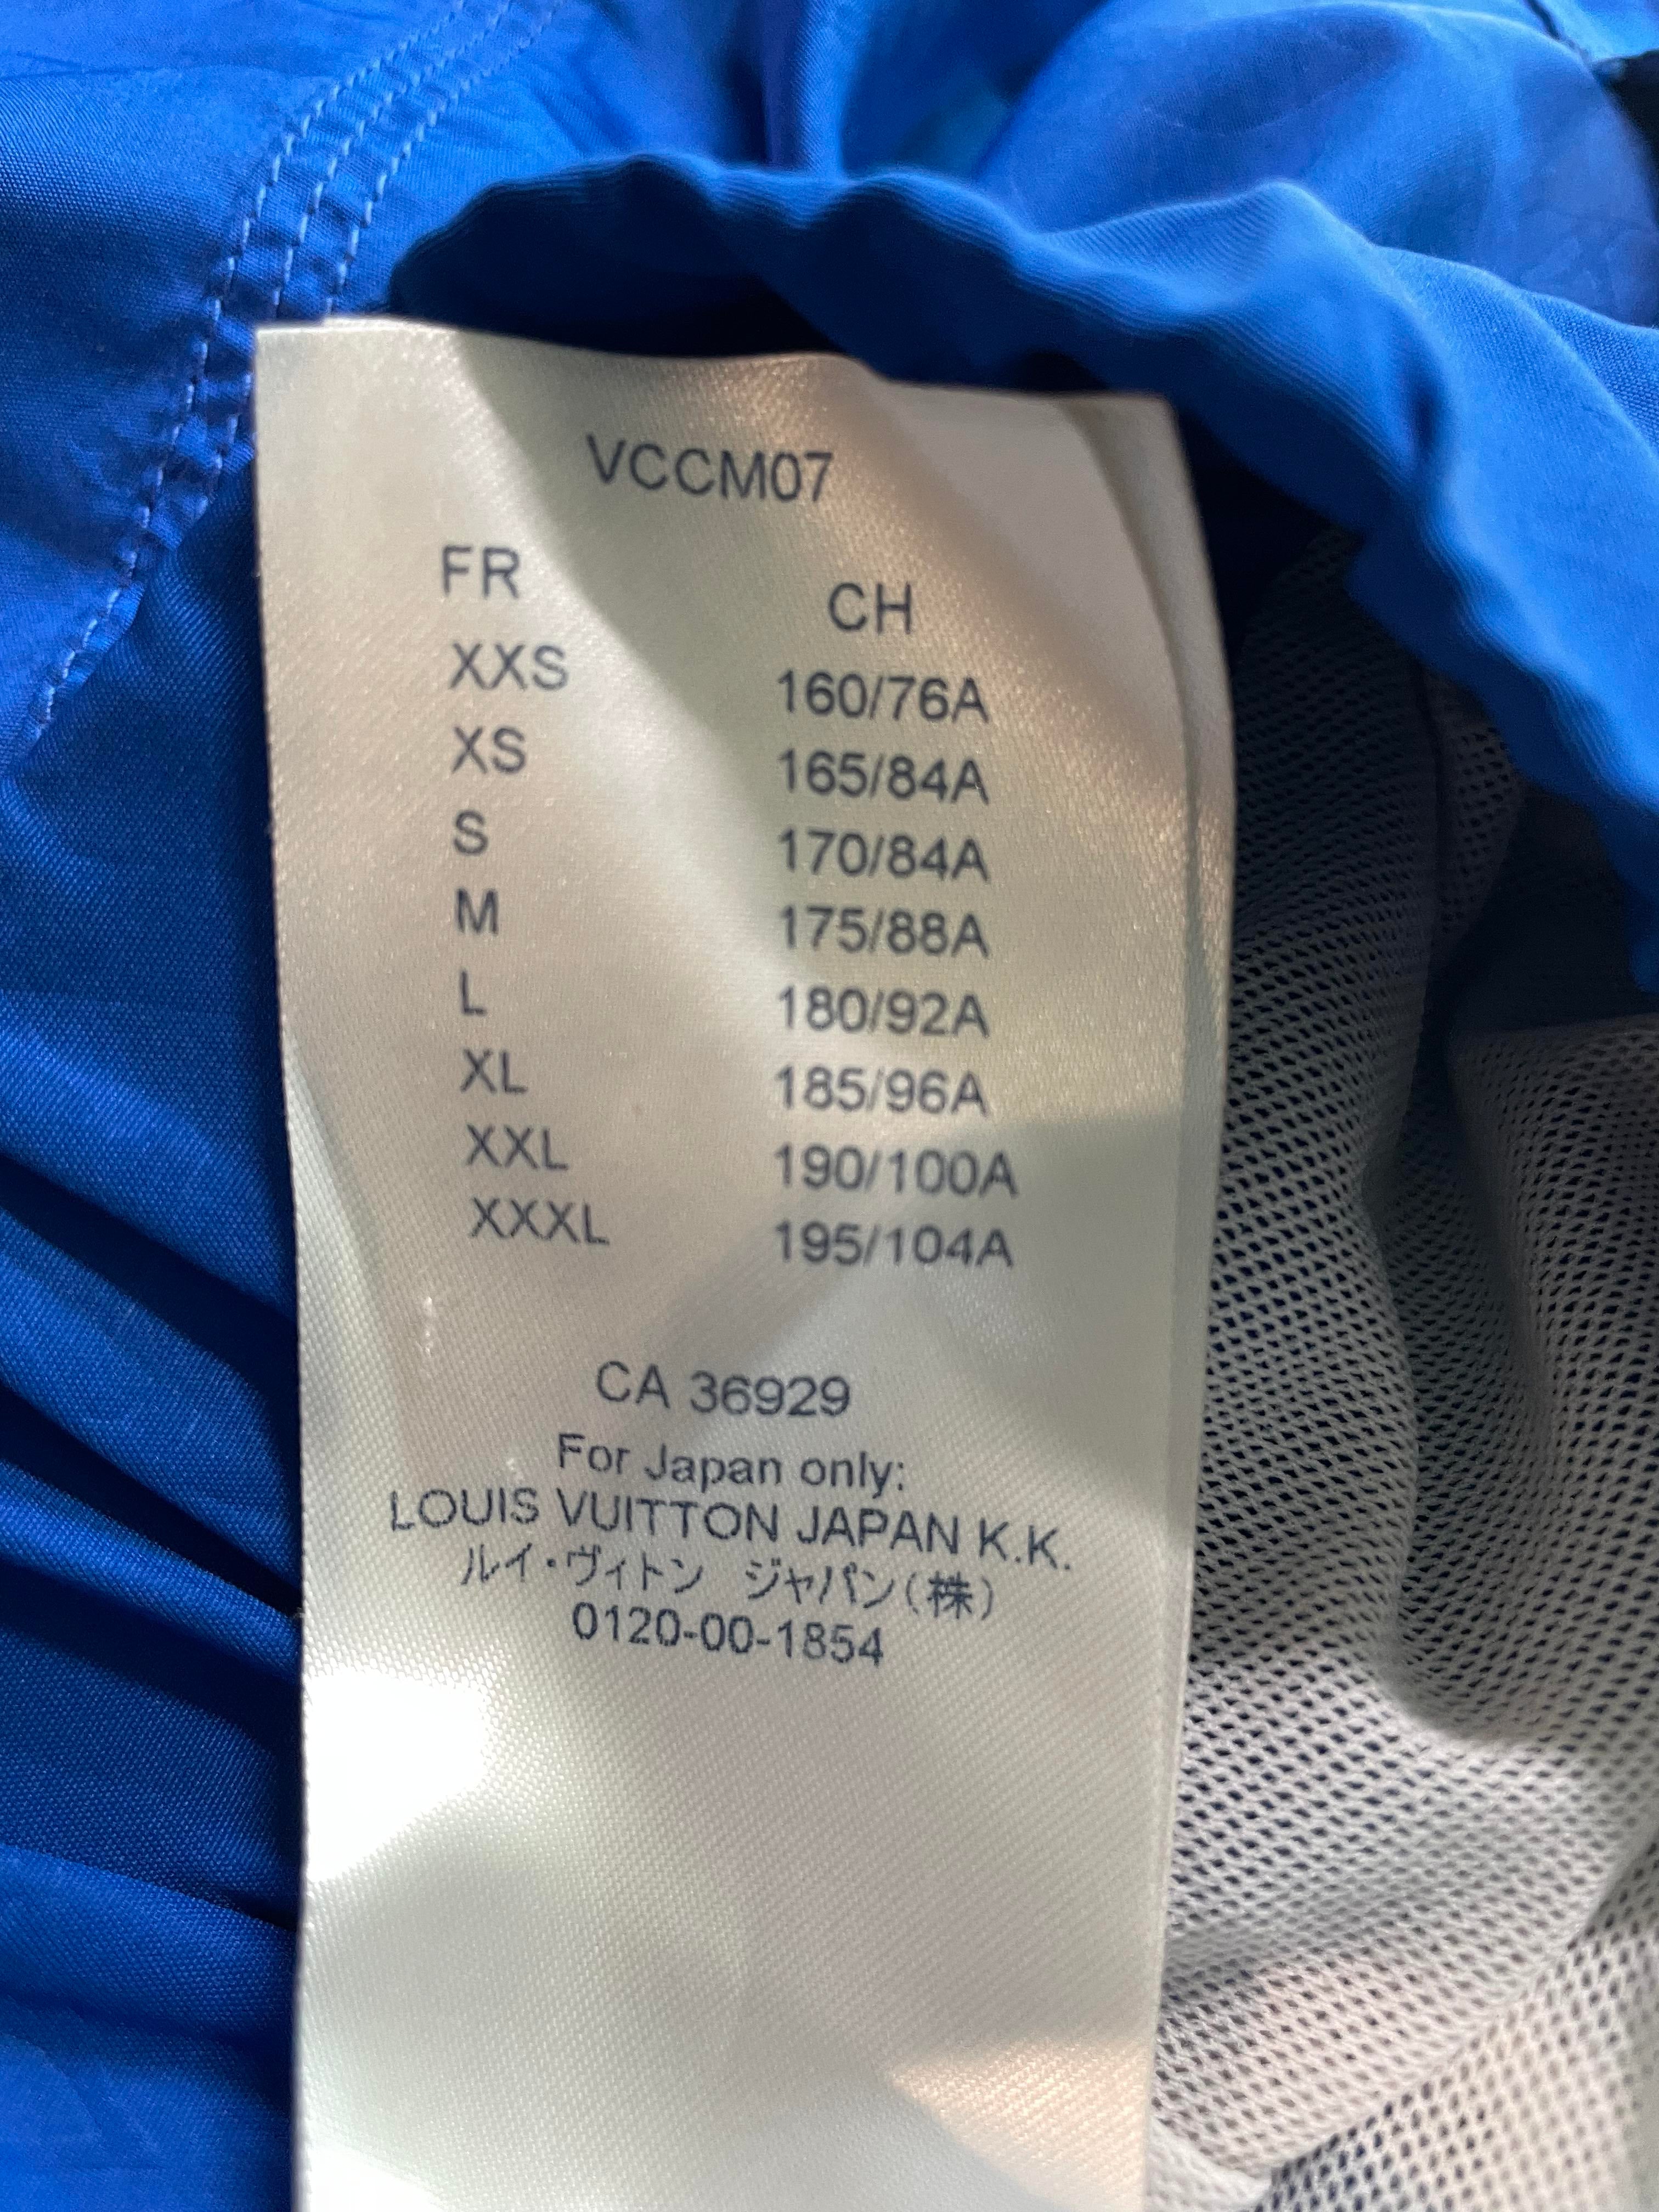 VCCM07
FR CH
XXS 160/76A
XS 165/84A
S 170/84A
M 175/88A
L 180/92A
XL 185/96A
XXL 190/100A
XXXL 195/104A
CA 36929
For Japan only:
LOUIS VUITTON JAPAN K.K.
ルイ・ヴィトン ジャパン(株)
0120-00-1854